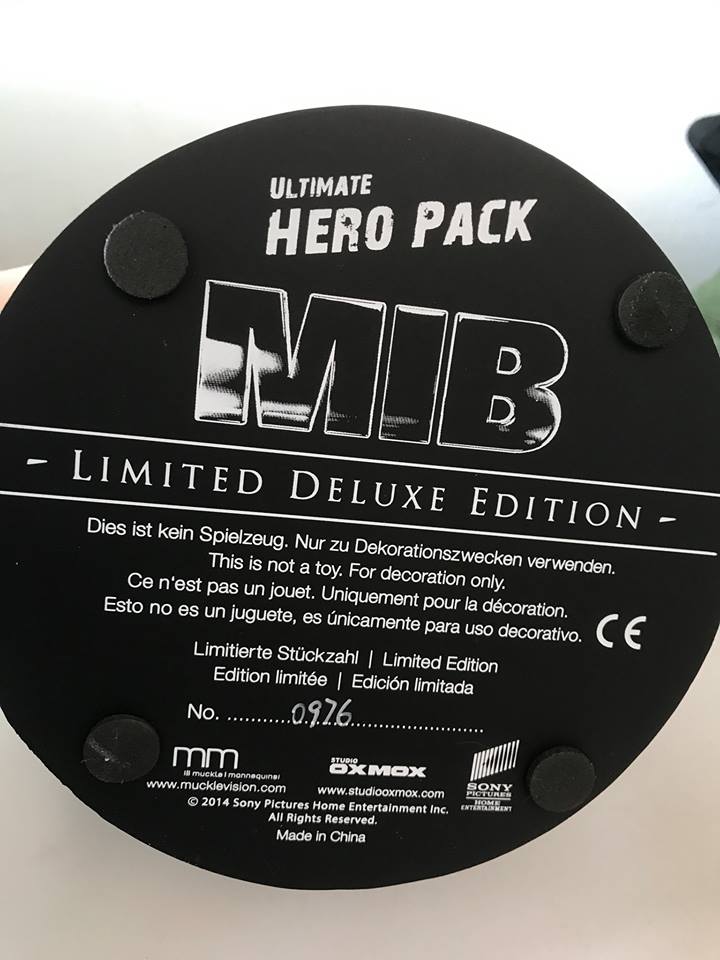 ULTIMATE
HERO PACK
MIB
- LIMITED DELUXE EDITION -
Dies ist kein Spielzeug. Nur zu Dekorationszwecken verwenden.
This is not a toy. For decoration only.
Ce n'est pas un jouet. Uniquement pour la décoration.
Esto no es un juguete, es únicamente para uso decorativo. CE
Limitierte Stückzahl | Limited Edition
Edition limitée | Edición limitada
No. ...........0976........................
mm
muckle mannequins
www.mucklevision.com
STUDIO
OXMOX
www.studiooxmox.com
SONY
PICTURES
HOME
ENTERTAINMENT
© 2014 Sony Pictures Home Entertainment Inc.
All Rights Reserved.
Made in China